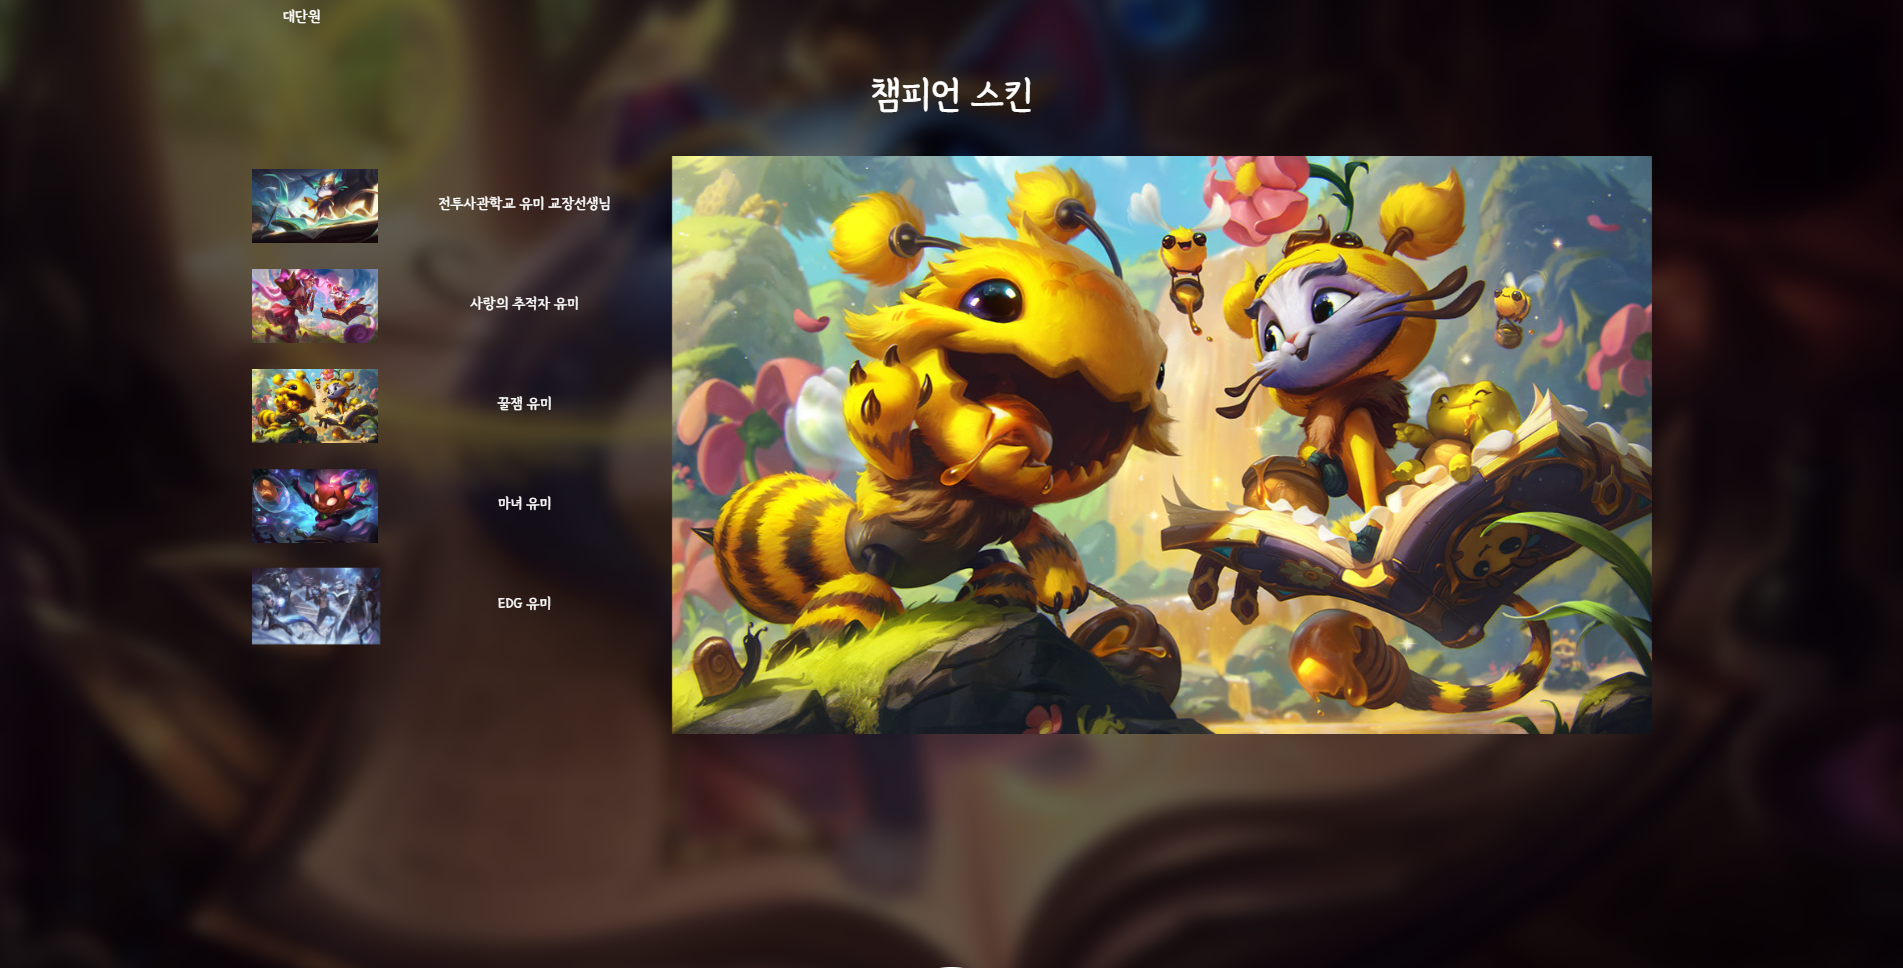 대단원
챔피언 스킨
전투사관학교 유미 교장선생님
사랑의 추적자 유미
꿀잼 유미
마녀 유미
EDG 유미